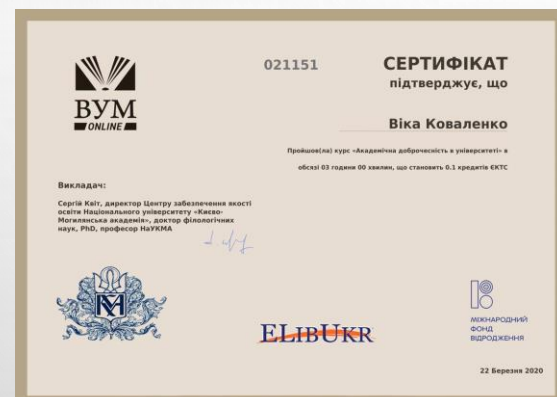 ВУМ
ONLINE
021151
СЕРТИФІКАТ
підтверджує, що
Віка Коваленко
Пройшов(ла) курс «Академічна доброчесність в університеті» в
обсязі 03 години 00 хвилин, що становить 0.1 кредитів ЄКТС
Викладач:
Сергій Квіт, директор Центру забезпечення якості
освіти Національного університету «Києво-
Могилянська академія», доктор філологічних
наук, PhD, професор НаУКМА
ELIBUKR
МІЖНАРОДНИЙ
ФОНД
ВІДРОДЖЕННЯ
22 Березня 2020